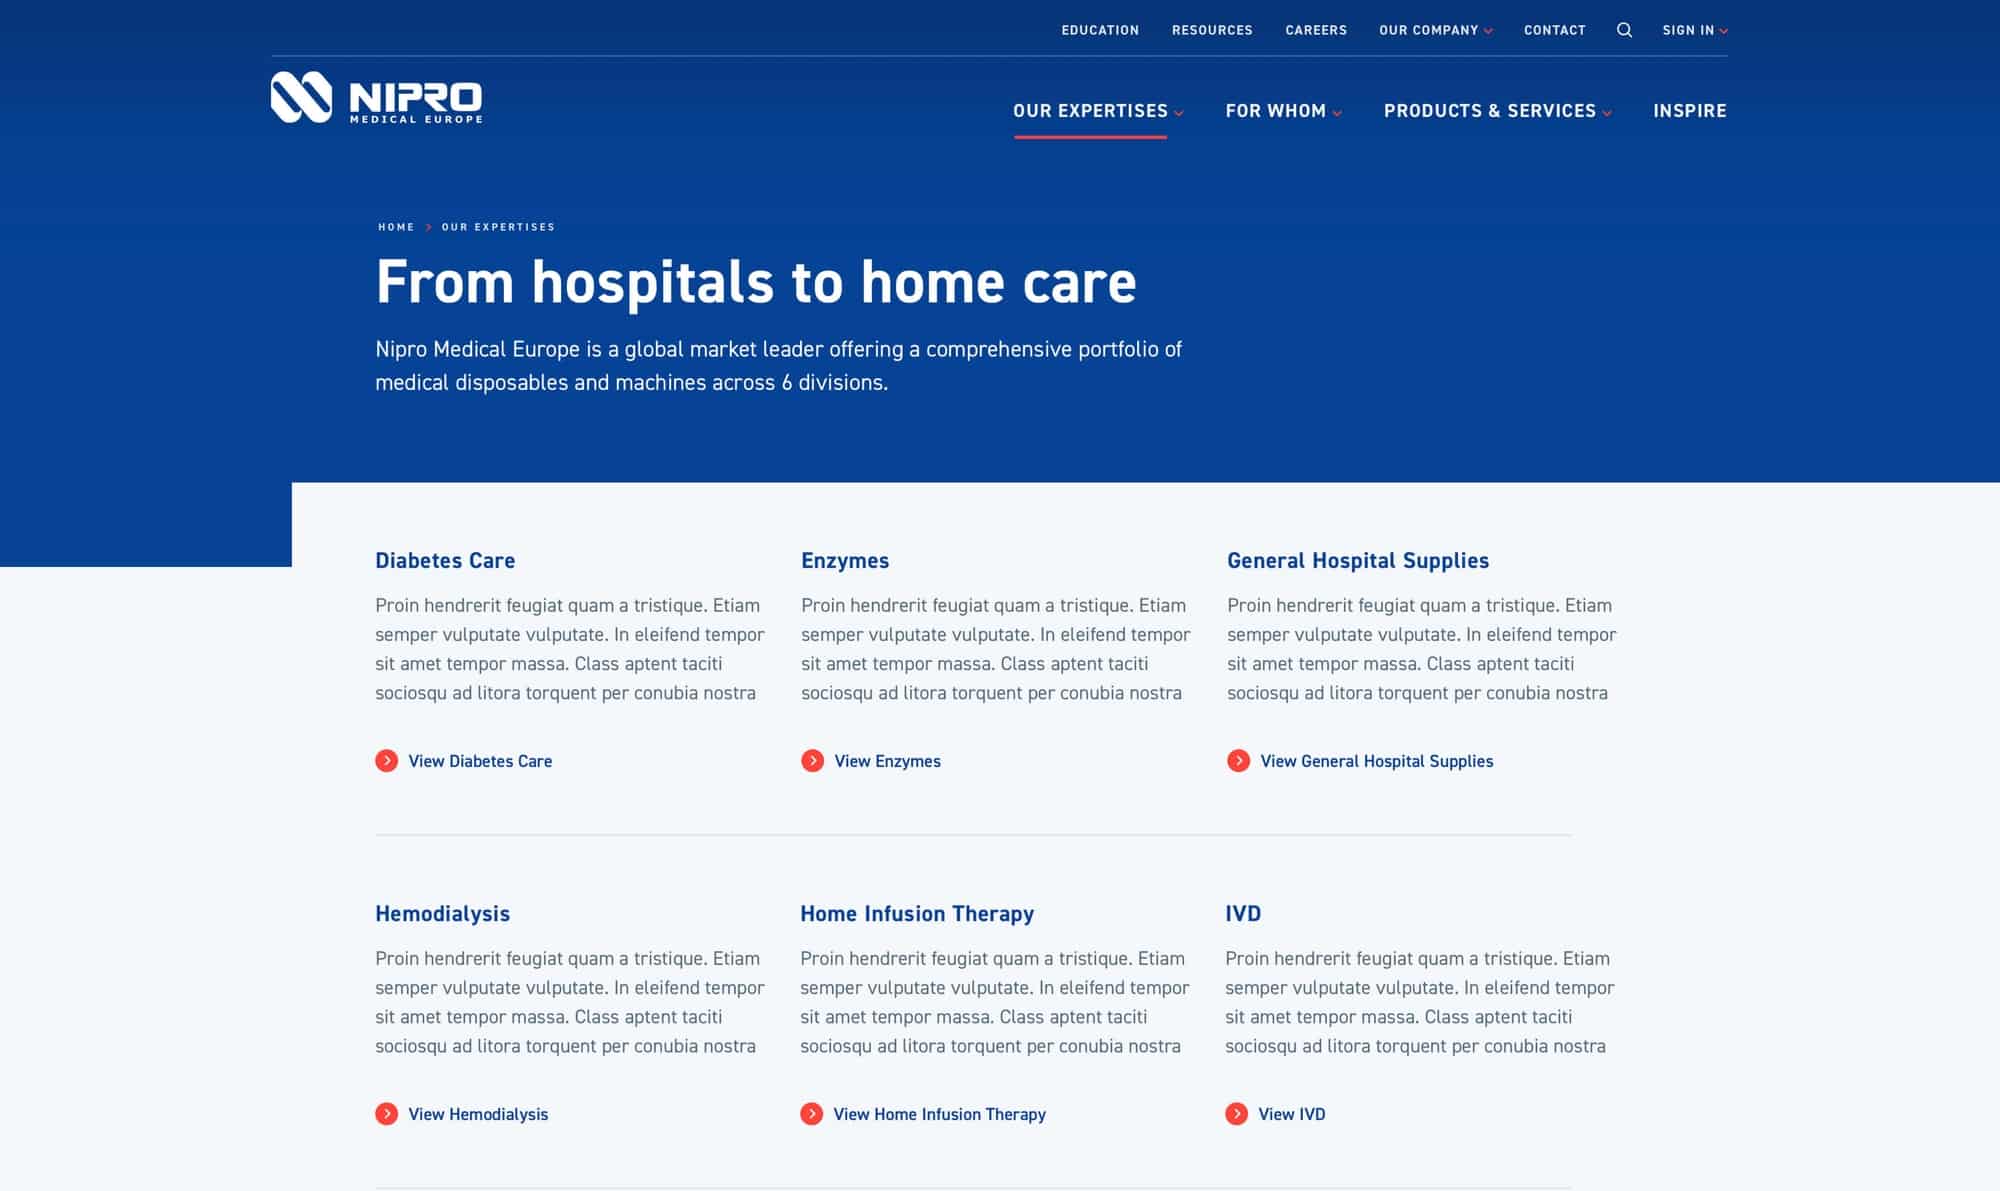 EDUCATION RESOURCES CAREERS OUR COMPANY CONTACT SIGN IN
NIPRO
MEDICAL EUROPE
OUR EXPERTISES FOR WHOM PRODUCTS & SERVICES INSPIRE
HOME > OUR EXPERTISES
From hospitals to home care
Nipro Medical Europe is a global market leader offering a comprehensive portfolio of
medical disposables and machines across 6 divisions.
Diabetes Care
Proin hendrerit feugiat quam a tristique. Etiam
semper vulputate vulputate. In eleifend tempor
sit amet tempor massa. Class aptent taciti
sociosqu ad litora torquent per conubia nostra
View Diabetes Care
Enzymes
Proin hendrerit feugiat quam a tristique. Etiam
semper vulputate vulputate. In eleifend tempor
sit amet tempor massa. Class aptent taciti
sociosqu ad litora torquent per conubia nostra
View Enzymes
General Hospital Supplies
Proin hendrerit feugiat quam a tristique. Etiam
semper vulputate vulputate. In eleifend tempor
sit amet tempor massa. Class aptent taciti
sociosqu ad litora torquent per conubia nostra
View General Hospital Supplies
Hemodialysis
Proin hendrerit feugiat quam a tristique. Etiam
semper vulputate vulputate. In eleifend tempor
sit amet tempor massa. Class aptent taciti
sociosqu ad litora torquent per conubia nostra
View Hemodialysis
Home Infusion Therapy
Proin hendrerit feugiat quam a tristique. Etiam
semper vulputate vulputate. In eleifend tempor
sit amet tempor massa. Class aptent taciti
sociosqu ad litora torquent per conubia nostra
View Home Infusion Therapy
IVD
Proin hendrerit feugiat quam a tristique. Etiam
semper vulputate vulputate. In eleifend tempor
sit amet tempor massa. Class aptent taciti
sociosqu ad litora torquent per conubia nostra
View IVD